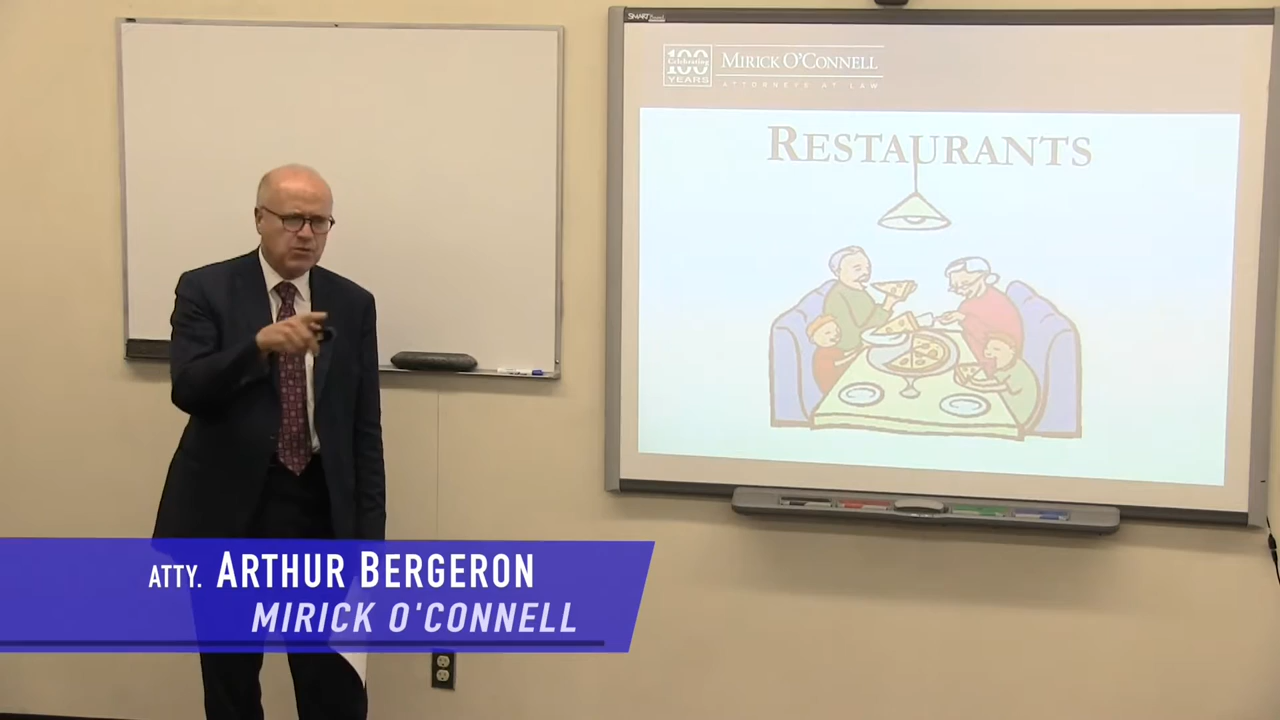 SMART Board
Celebrating
100
YEARS
MIRICK O'CONNELL
ATTORNEYS AT LAW
RESTAURANTS
ATTY. ARTHUR BERGERON
MIRICK O'CONNELL